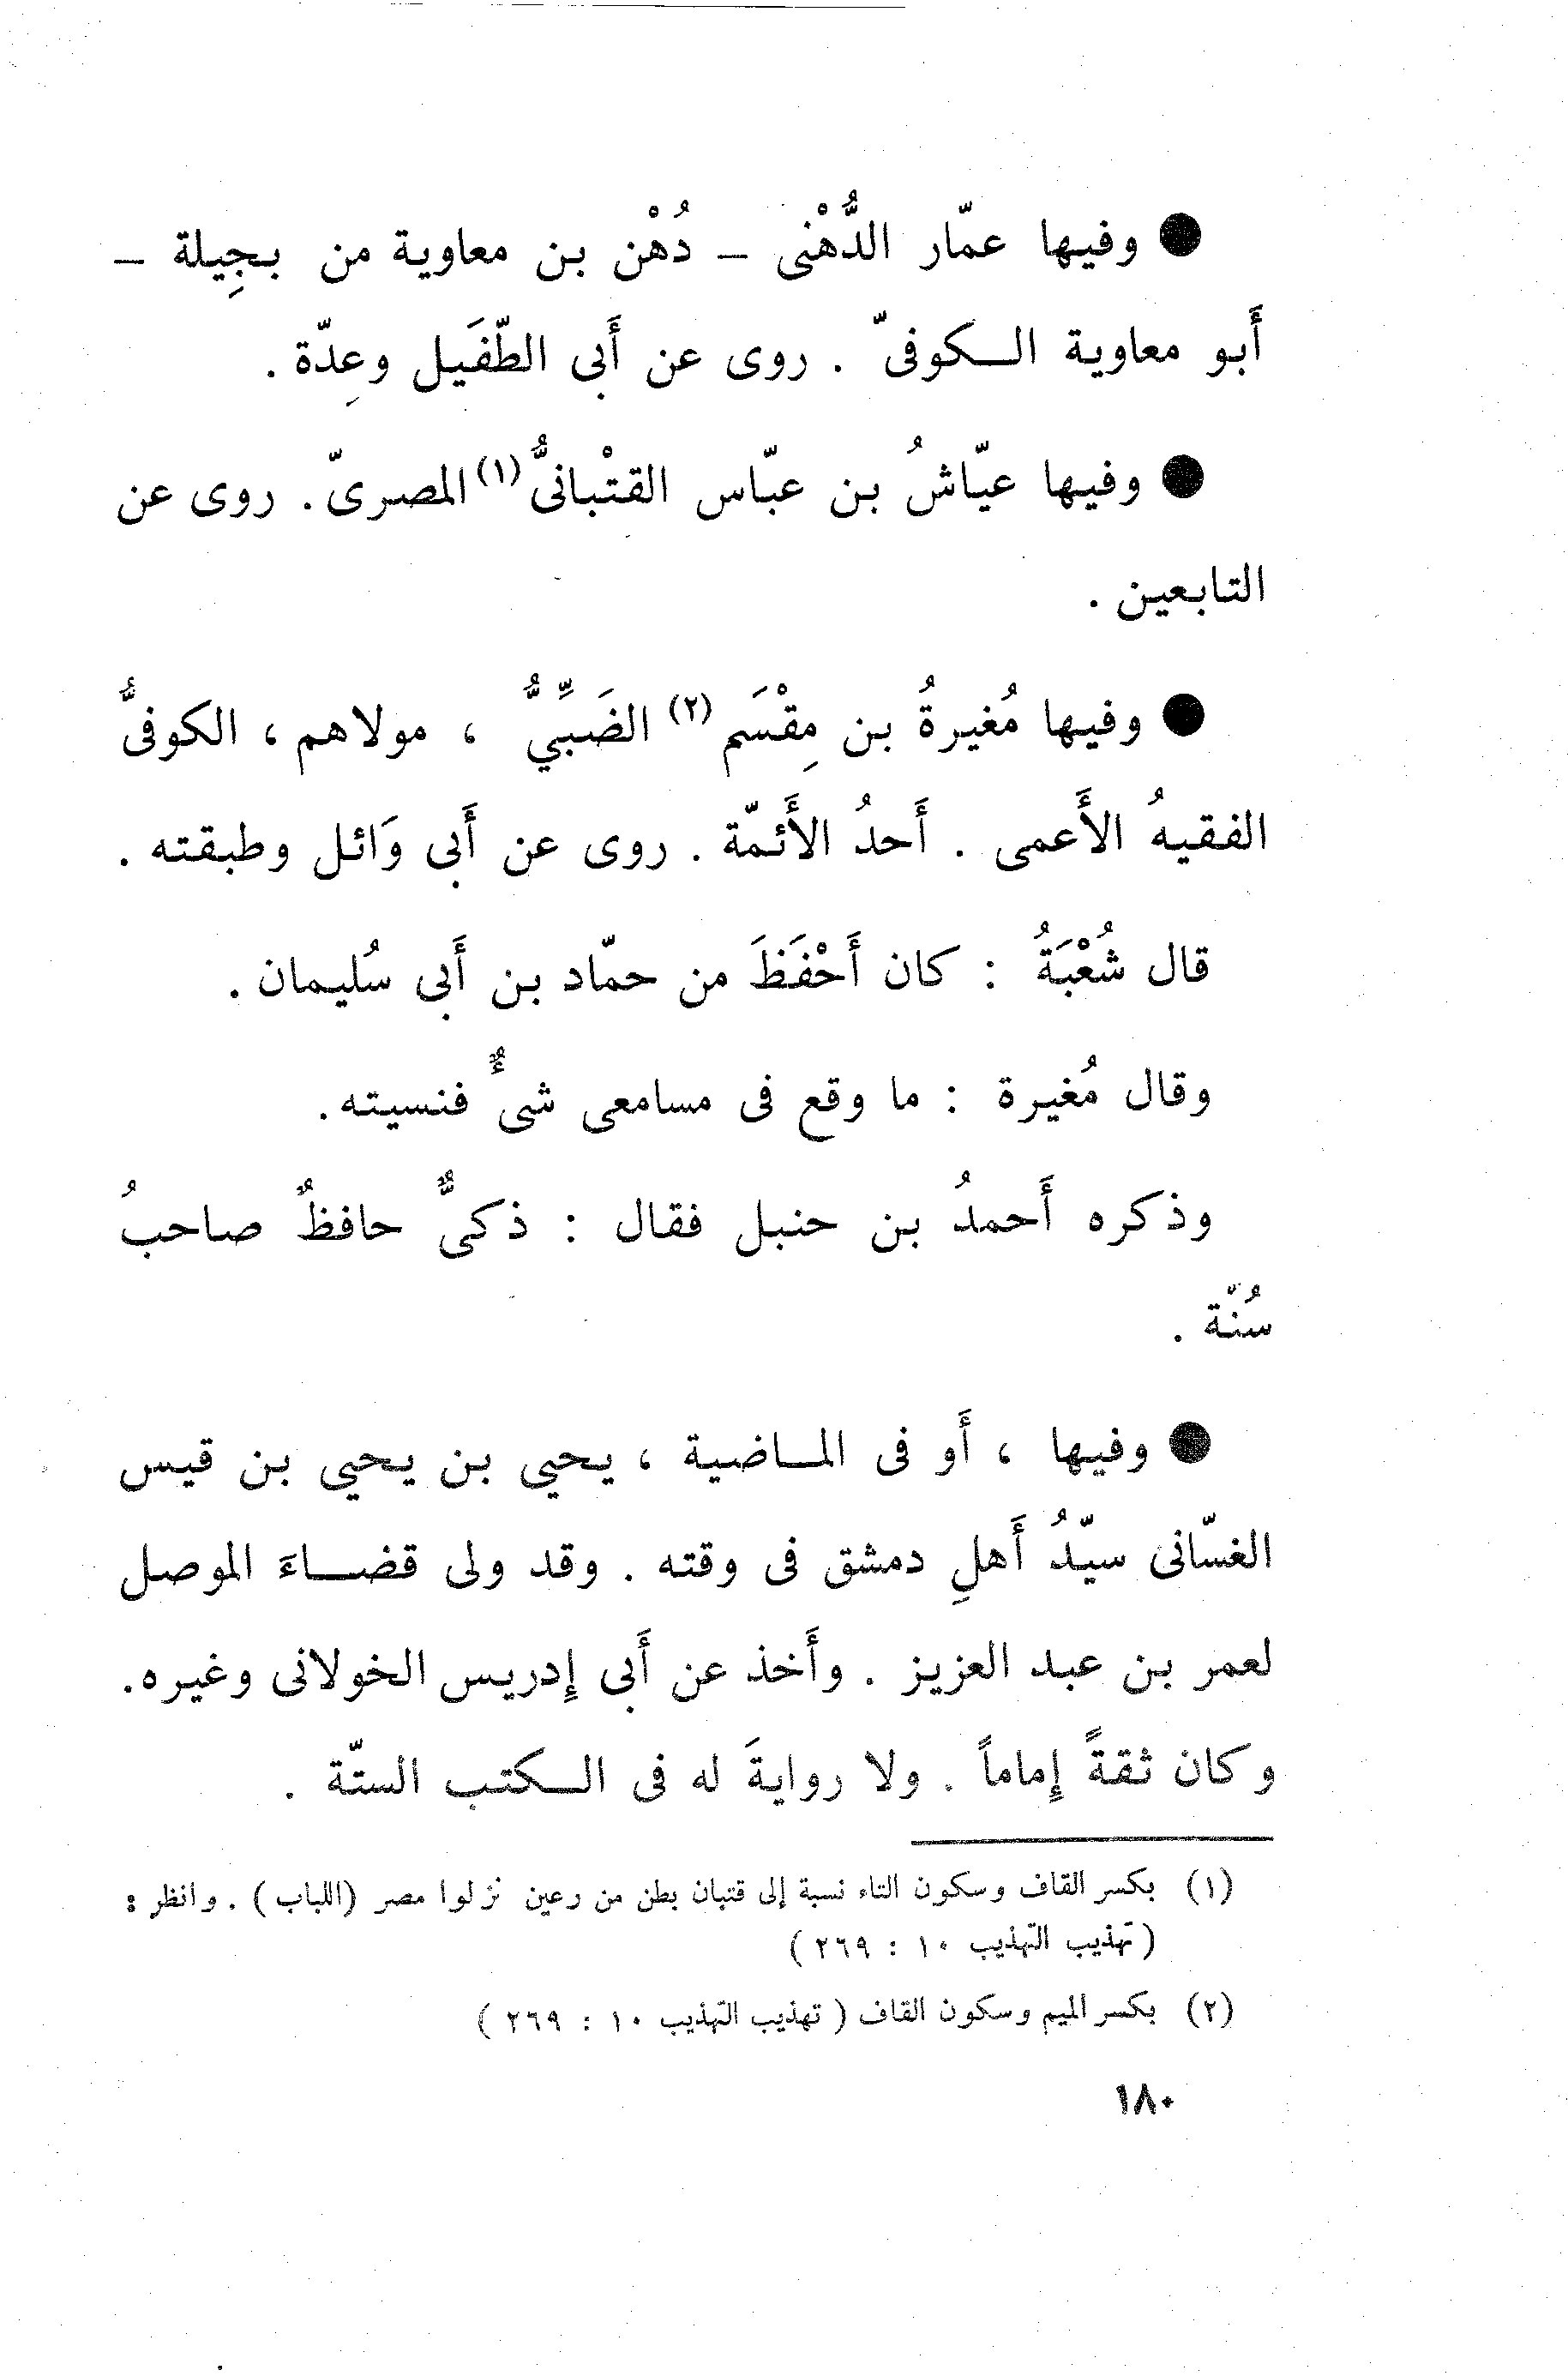 ● وفيها عمّار الدُّهْنى – دُهْن بن معاوية من بجِيلة –
أَبو معاوية الكوفىّ . روى عن أَبى الطّفَيل وعِدّة .
● وفيها عيّاشُ بن عبّاس القتْبانىُّ (١) المصرىّ . روى عن
التابعين .
● وفيها مُغيرةُ بن مِقْسَم (٢) الضَبِّيُّ ، مولاهم ، الكوفىُّ
الفقيهُ الأَعمى . أَحدُ الأَئمّة . روى عن أَبى وَائل وطبقته .
قال شُعْبَةُ : كان أَحْفَظَ من حمّاد بن أَبى سُليمان .
وقال مُغيرة : ما وقع فى مسامعى شىءٌ فنسيته .
وذكره أَحمدُ بن حنبل فقال : ذكىٌّ حافظٌ صاحبُ
سُنّة .
● وفيها ، أَو فى الماضية ، يحيي بن يحيي بن قيس
الغسّانى سيّدُ أَهلِ دمشق فى وقته . وقد ولى قضاءَ الموصل
لعمر بن عبد العزيز . وأَخذ عن أَبى إِدريس الخولانى وغيره .
وكان ثقةً إِماماً . ولا روايةَ له فى الكتب الستّة .
(١) بكسر القاف وسكون التاء نسبة إلى قتبان بطن من رعين نزلوا مصر (اللباب) . وانظر :
( تهذيب التهذيب ١٠ : ٢٦٩ )
(٢) بكسر الميم وسكون القاف ( تهذيب التهذيب ١٠ : ٢٦٩ )
١٨٠